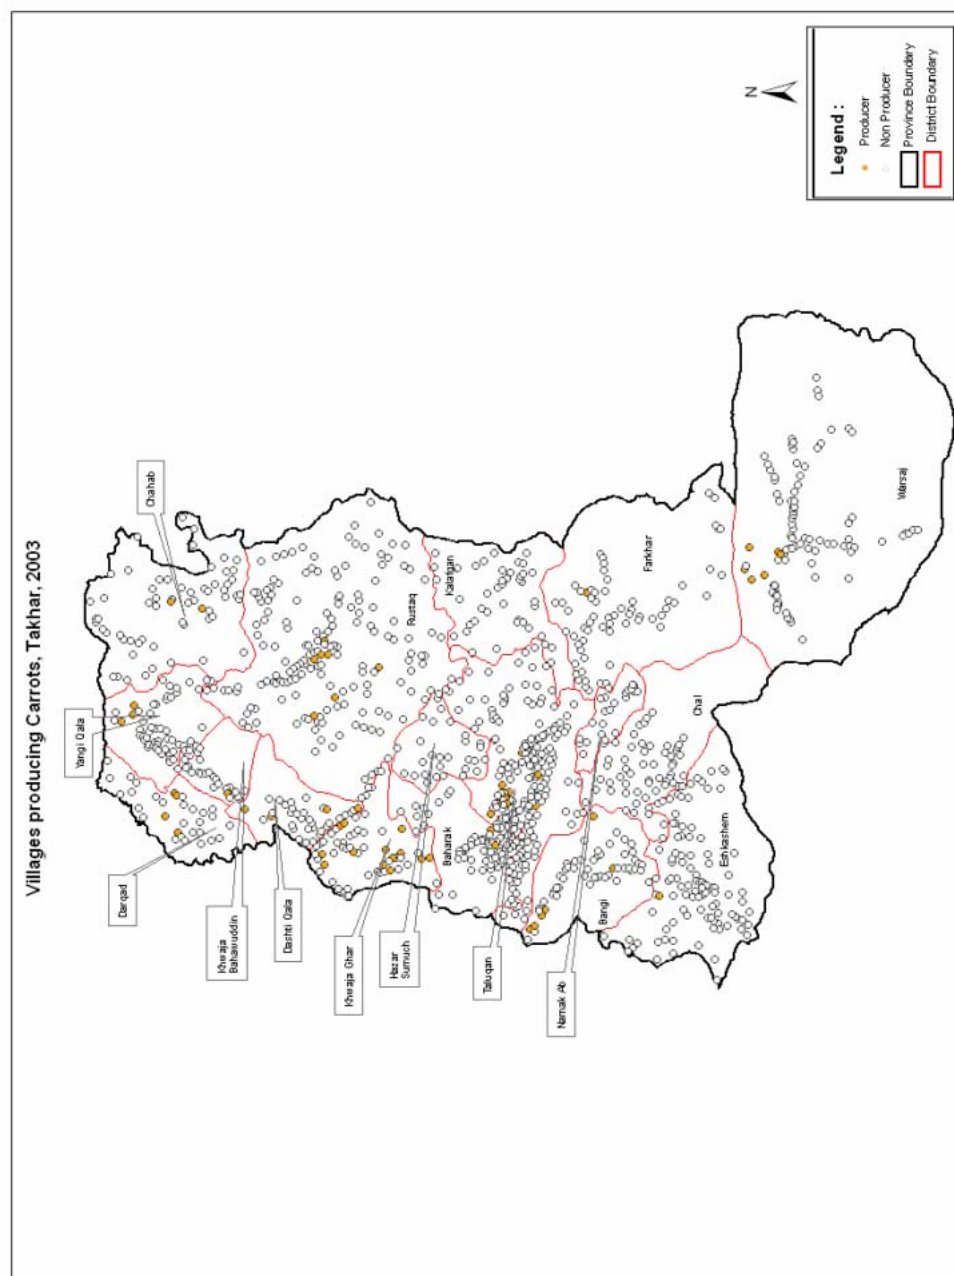 Villages producing Carrots, Takhar, 2003
N
Legend :
Producer
Non Producer
Province Boundary
District Boundary
Chahab
Yangi Qala
Darqad
Khwaja
Bahawuddin
Dashti Qala
Khwaja Ghar
Hazar
Sumuch
Taluqan
Namak Ab
Rustaq
Kalafgan
Farkhar
Baharak
Bangi
Chal
Eshkashem
Warsaj